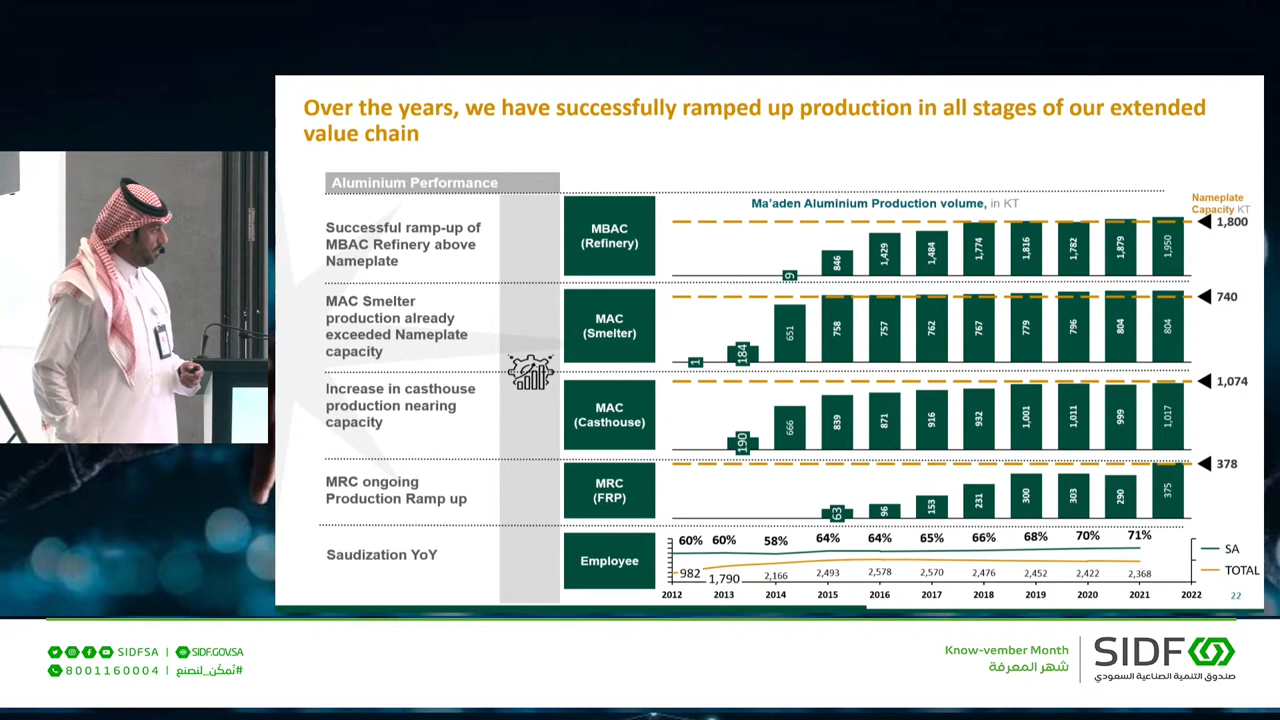 Over the years, we have successfully ramped up production in all stages of our extended
value chain
Aluminium Performance
Ma'aden Aluminium Production volume, in KT
Nameplate
Capacity KT
Successful ramp-up of
MBAC Refinery above
Nameplate
MBAC
(Refinery)
9 846 1,429 1,484 1,774 1,816 1,782 1,879 1,950
1,800
MAC Smelter
production already
exceeded Nameplate
capacity
MAC
(Smelter)
1 184 651 758 757 762 767 779 796 804 804
740
Increase in casthouse
production nearing
capacity
MAC
(Casthouse)
190 666 839 871 916 932 1,001 1,011 999 1,017
1,074
MRC ongoing
Production Ramp up
MRC
(FRP)
63 96 153 231 300 303 290 375
378
Saudization YoY
Employee
60% 60% 58% 64% 64% 65% 66% 68% 70% 71%
SA
982 1,790 2,166 2,493 2,578 2,570 2,476 2,452 2,422 2,368
TOTAL
2012 2013 2014 2015 2016 2017 2018 2019 2020 2021 2022
22
SIDFSA | SIDF.GOV.SA
8001160004 | #نُمكّن_لنصنع
Know-vember Month
شهر المعرفة
SIDF
صندوق التنمية الصناعية السعودي